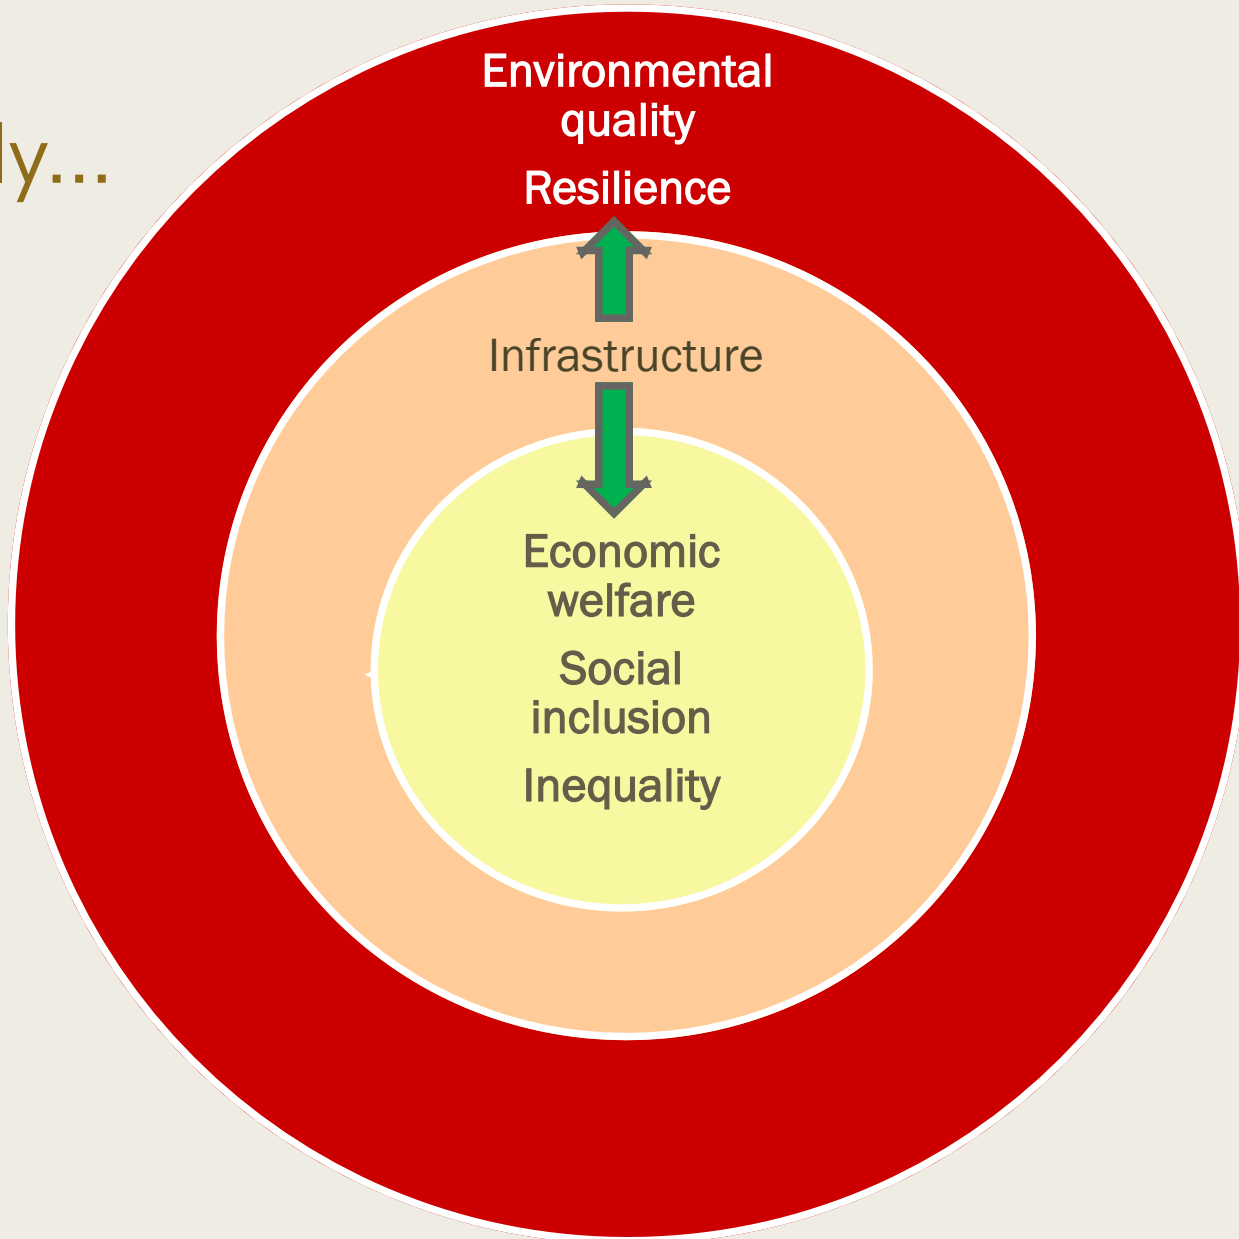 ly...
Environmental
quality
Resilience
Infrastructure
Economic
welfare
Social
inclusion
Inequality